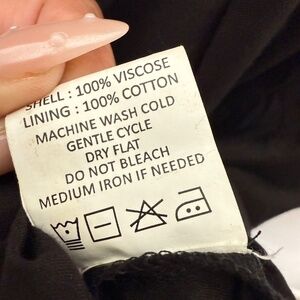 SHELL : 100% VISCOSE
LINING : 100% COTTON
MACHINE WASH COLD
GENTLE CYCLE
DRY FLAT
DO NOT BLEACH
MEDIUM IRON IF NEEDED